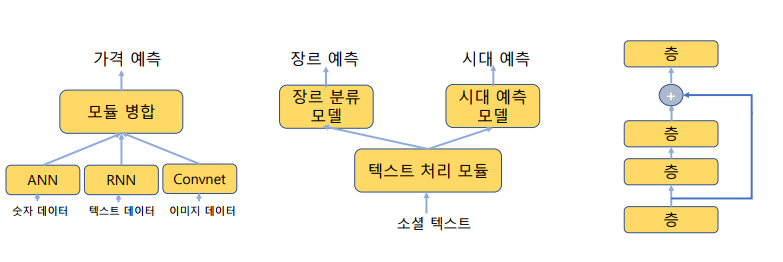 가격 예측
모듈 병합
ANN
RNN
Convnet
숫자 데이터
텍스트 데이터
이미지 데이터
장르 예측
시대 예측
장르 분류
모델
시대 예측
모델
텍스트 처리 모듈
소셜 텍스트
층
+
층
층
층